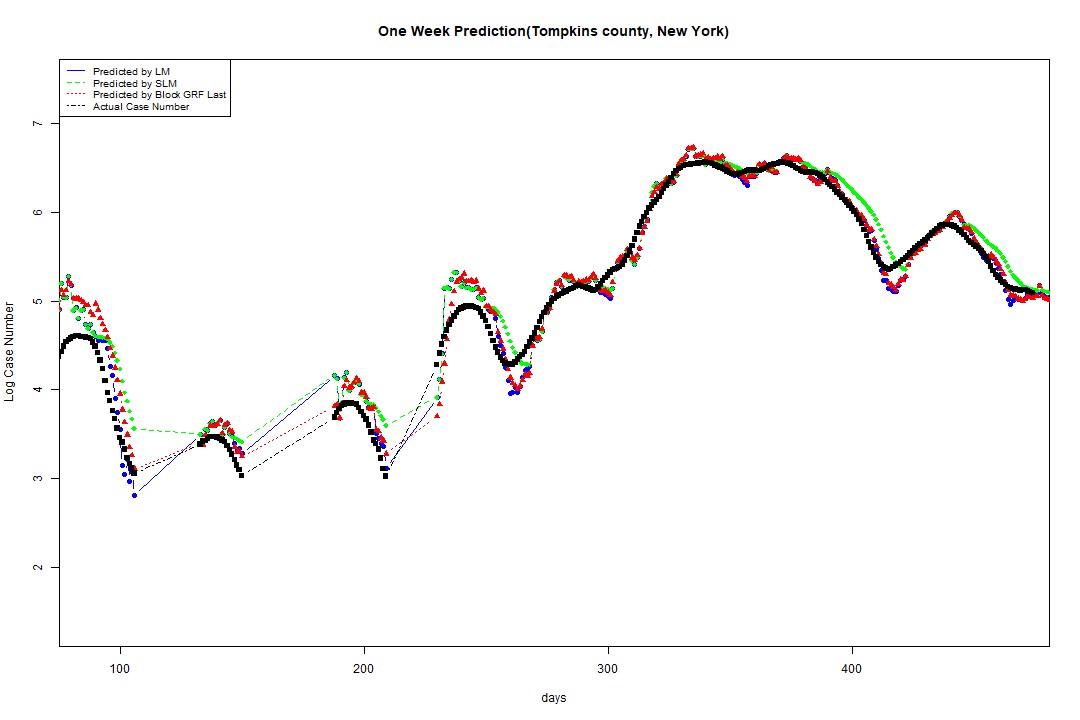 One Week Prediction(Tompkins county, New York)
Predicted by LM
Predicted by SLM
Predicted by Block GRF Last
Actual Case Number
Log Case Number
7
6
5
4
3
2
100 200 300 400
days